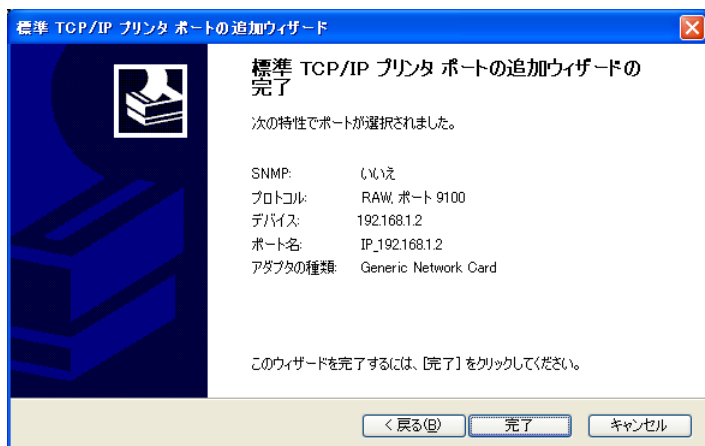 標準 TCP/IP プリンタ ポートの追加ウィザード
標準 TCP/IP プリンタ ポートの追加ウィザードの
完了
次の特性でポートが選択されました。
SNMP: いいえ
プロトコル: RAW, ポート 9100
デバイス: 192.168.1.2
ポート名: IP_192.168.1.2
アダプタの種類: Generic Network Card
このウィザードを完了するには、[完了] をクリックしてください。
< 戻る(B) 完了 キャンセル